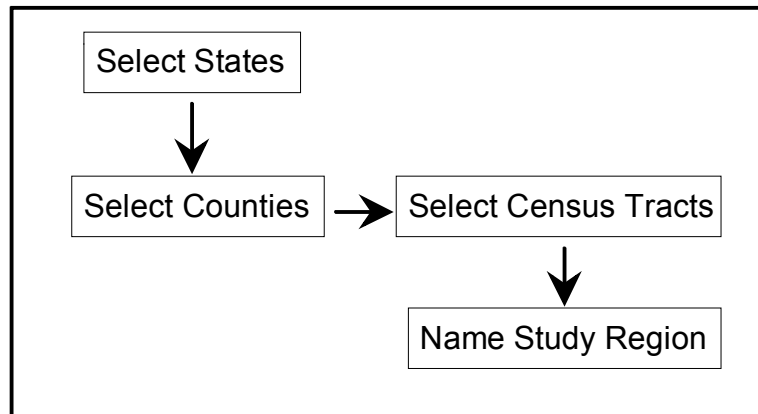 Select States
Select Counties
Select Census Tracts
Name Study Region